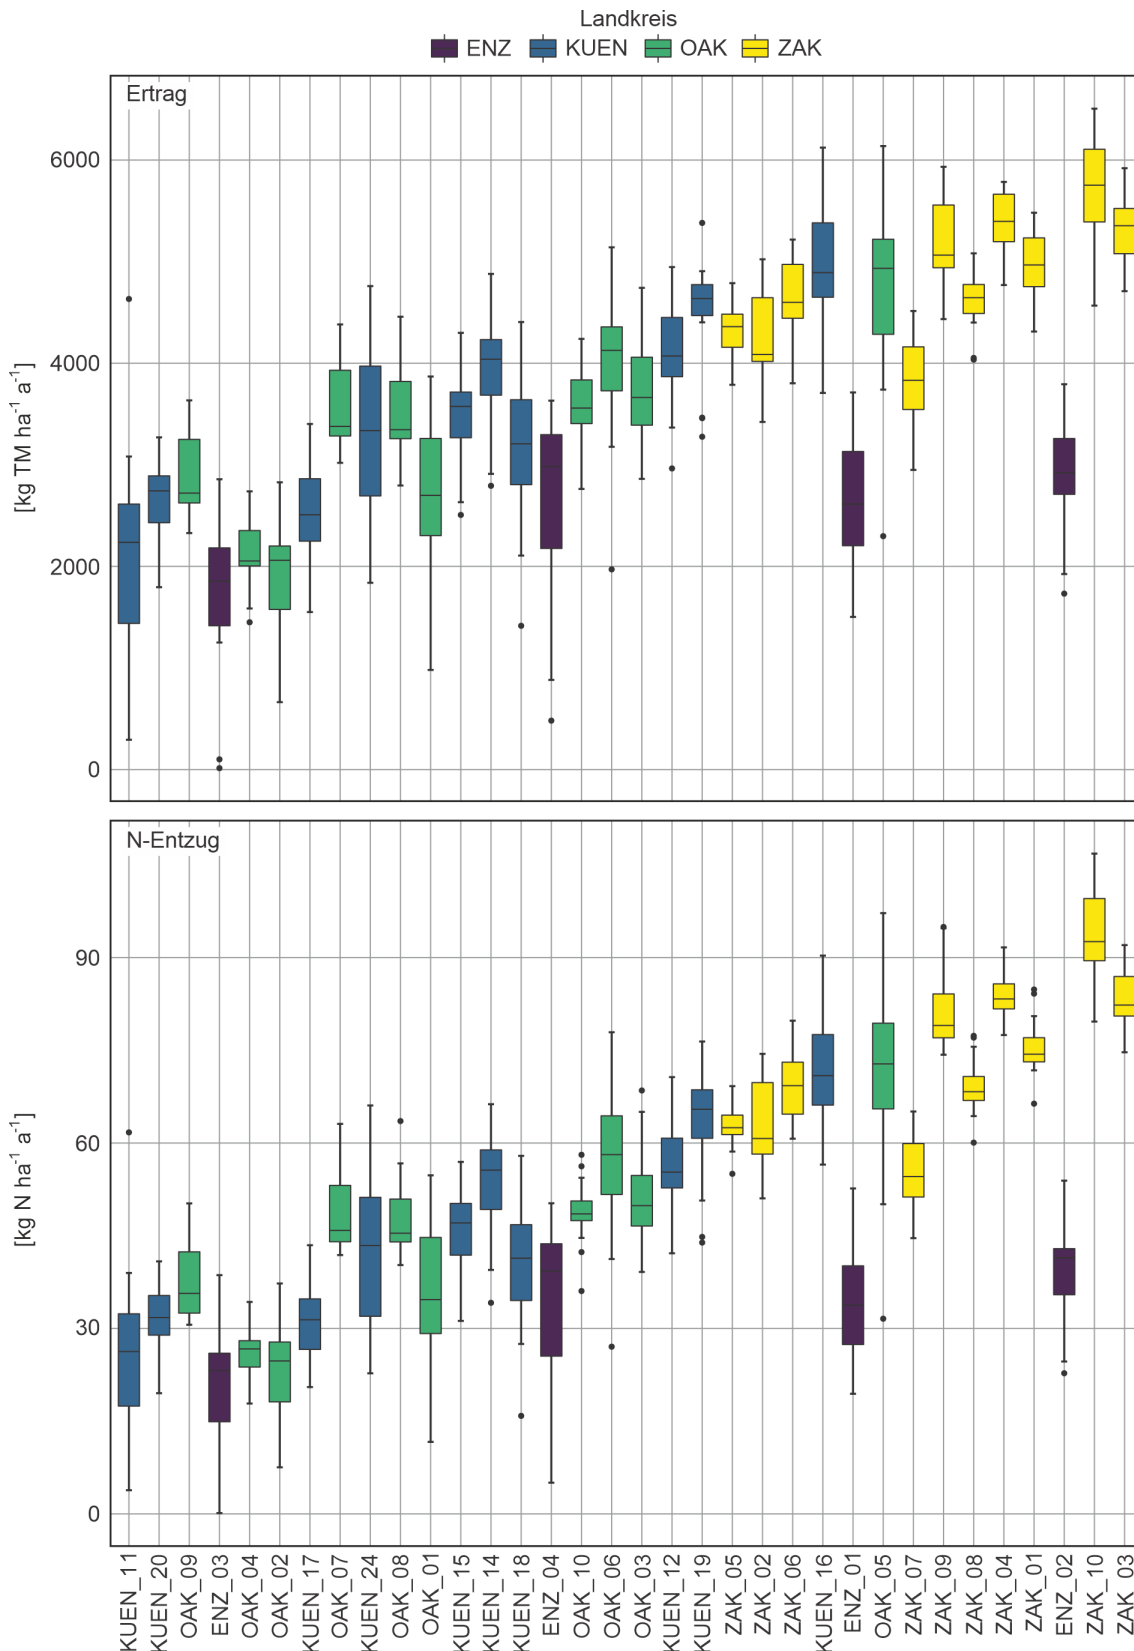 Landkreis
ENZ KUEN OAK ZAK
Ertrag
6000
4000
2000
0
[kg TM ha⁻¹ a⁻¹]
N-Entzug
90
60
30
0
[kg N ha⁻¹ a⁻¹]
KUEN_11
KUEN_20
OAK_09
ENZ_03
OAK_04
OAK_02
KUEN_17
OAK_07
KUEN_24
OAK_08
OAK_01
KUEN_15
KUEN_14
KUEN_18
ENZ_04
OAK_10
OAK_06
OAK_03
KUEN_12
KUEN_19
ZAK_05
ZAK_02
ZAK_06
KUEN_16
ENZ_01
OAK_05
ZAK_07
ZAK_09
ZAK_08
ZAK_04
ZAK_01
ENZ_02
ZAK_10
ZAK_03